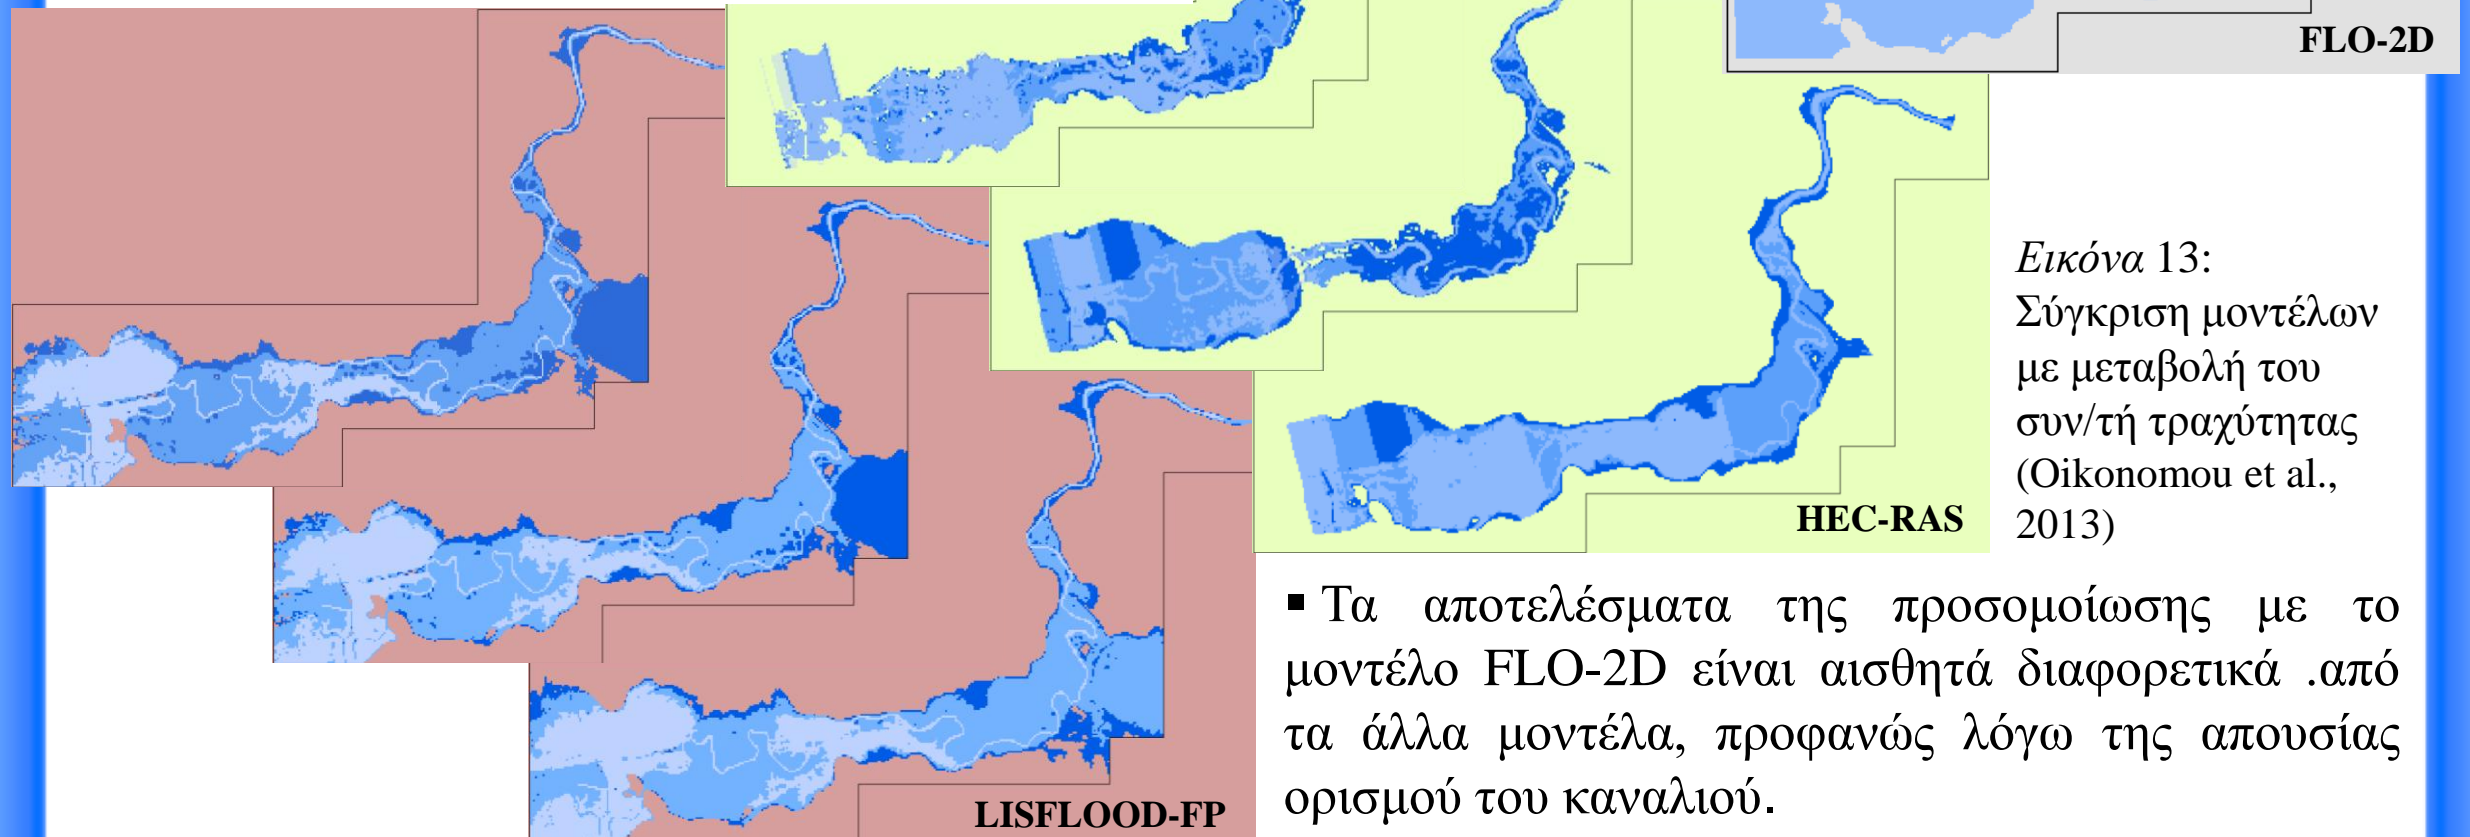 FLO-2D
Εικόνα 13:
Σύγκριση μοντέλων
με μεταβολή του
συν/τή τραχύτητας
(Oikonomou et al.,
2013)
HEC-RAS
▪ Τα αποτελέσματα της προσομοίωσης με το
μοντέλο FLO-2D είναι αισθητά διαφορετικά .από
τα άλλα μοντέλα, προφανώς λόγω της απουσίας
ορισμού του καναλιού.
LISFLOOD-FP